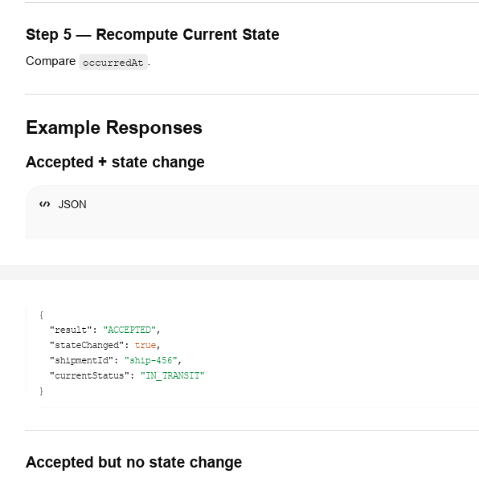 Step 5 — Recompute Current State
Compare occurredAt.
Example Responses
Accepted + state change
JSON
{
"result": "ACCEPTED",
"stateChanged": true,
"shipmentId": "ship-456",
"currentStatus": "IN_TRANSIT"
}
Accepted but no state change